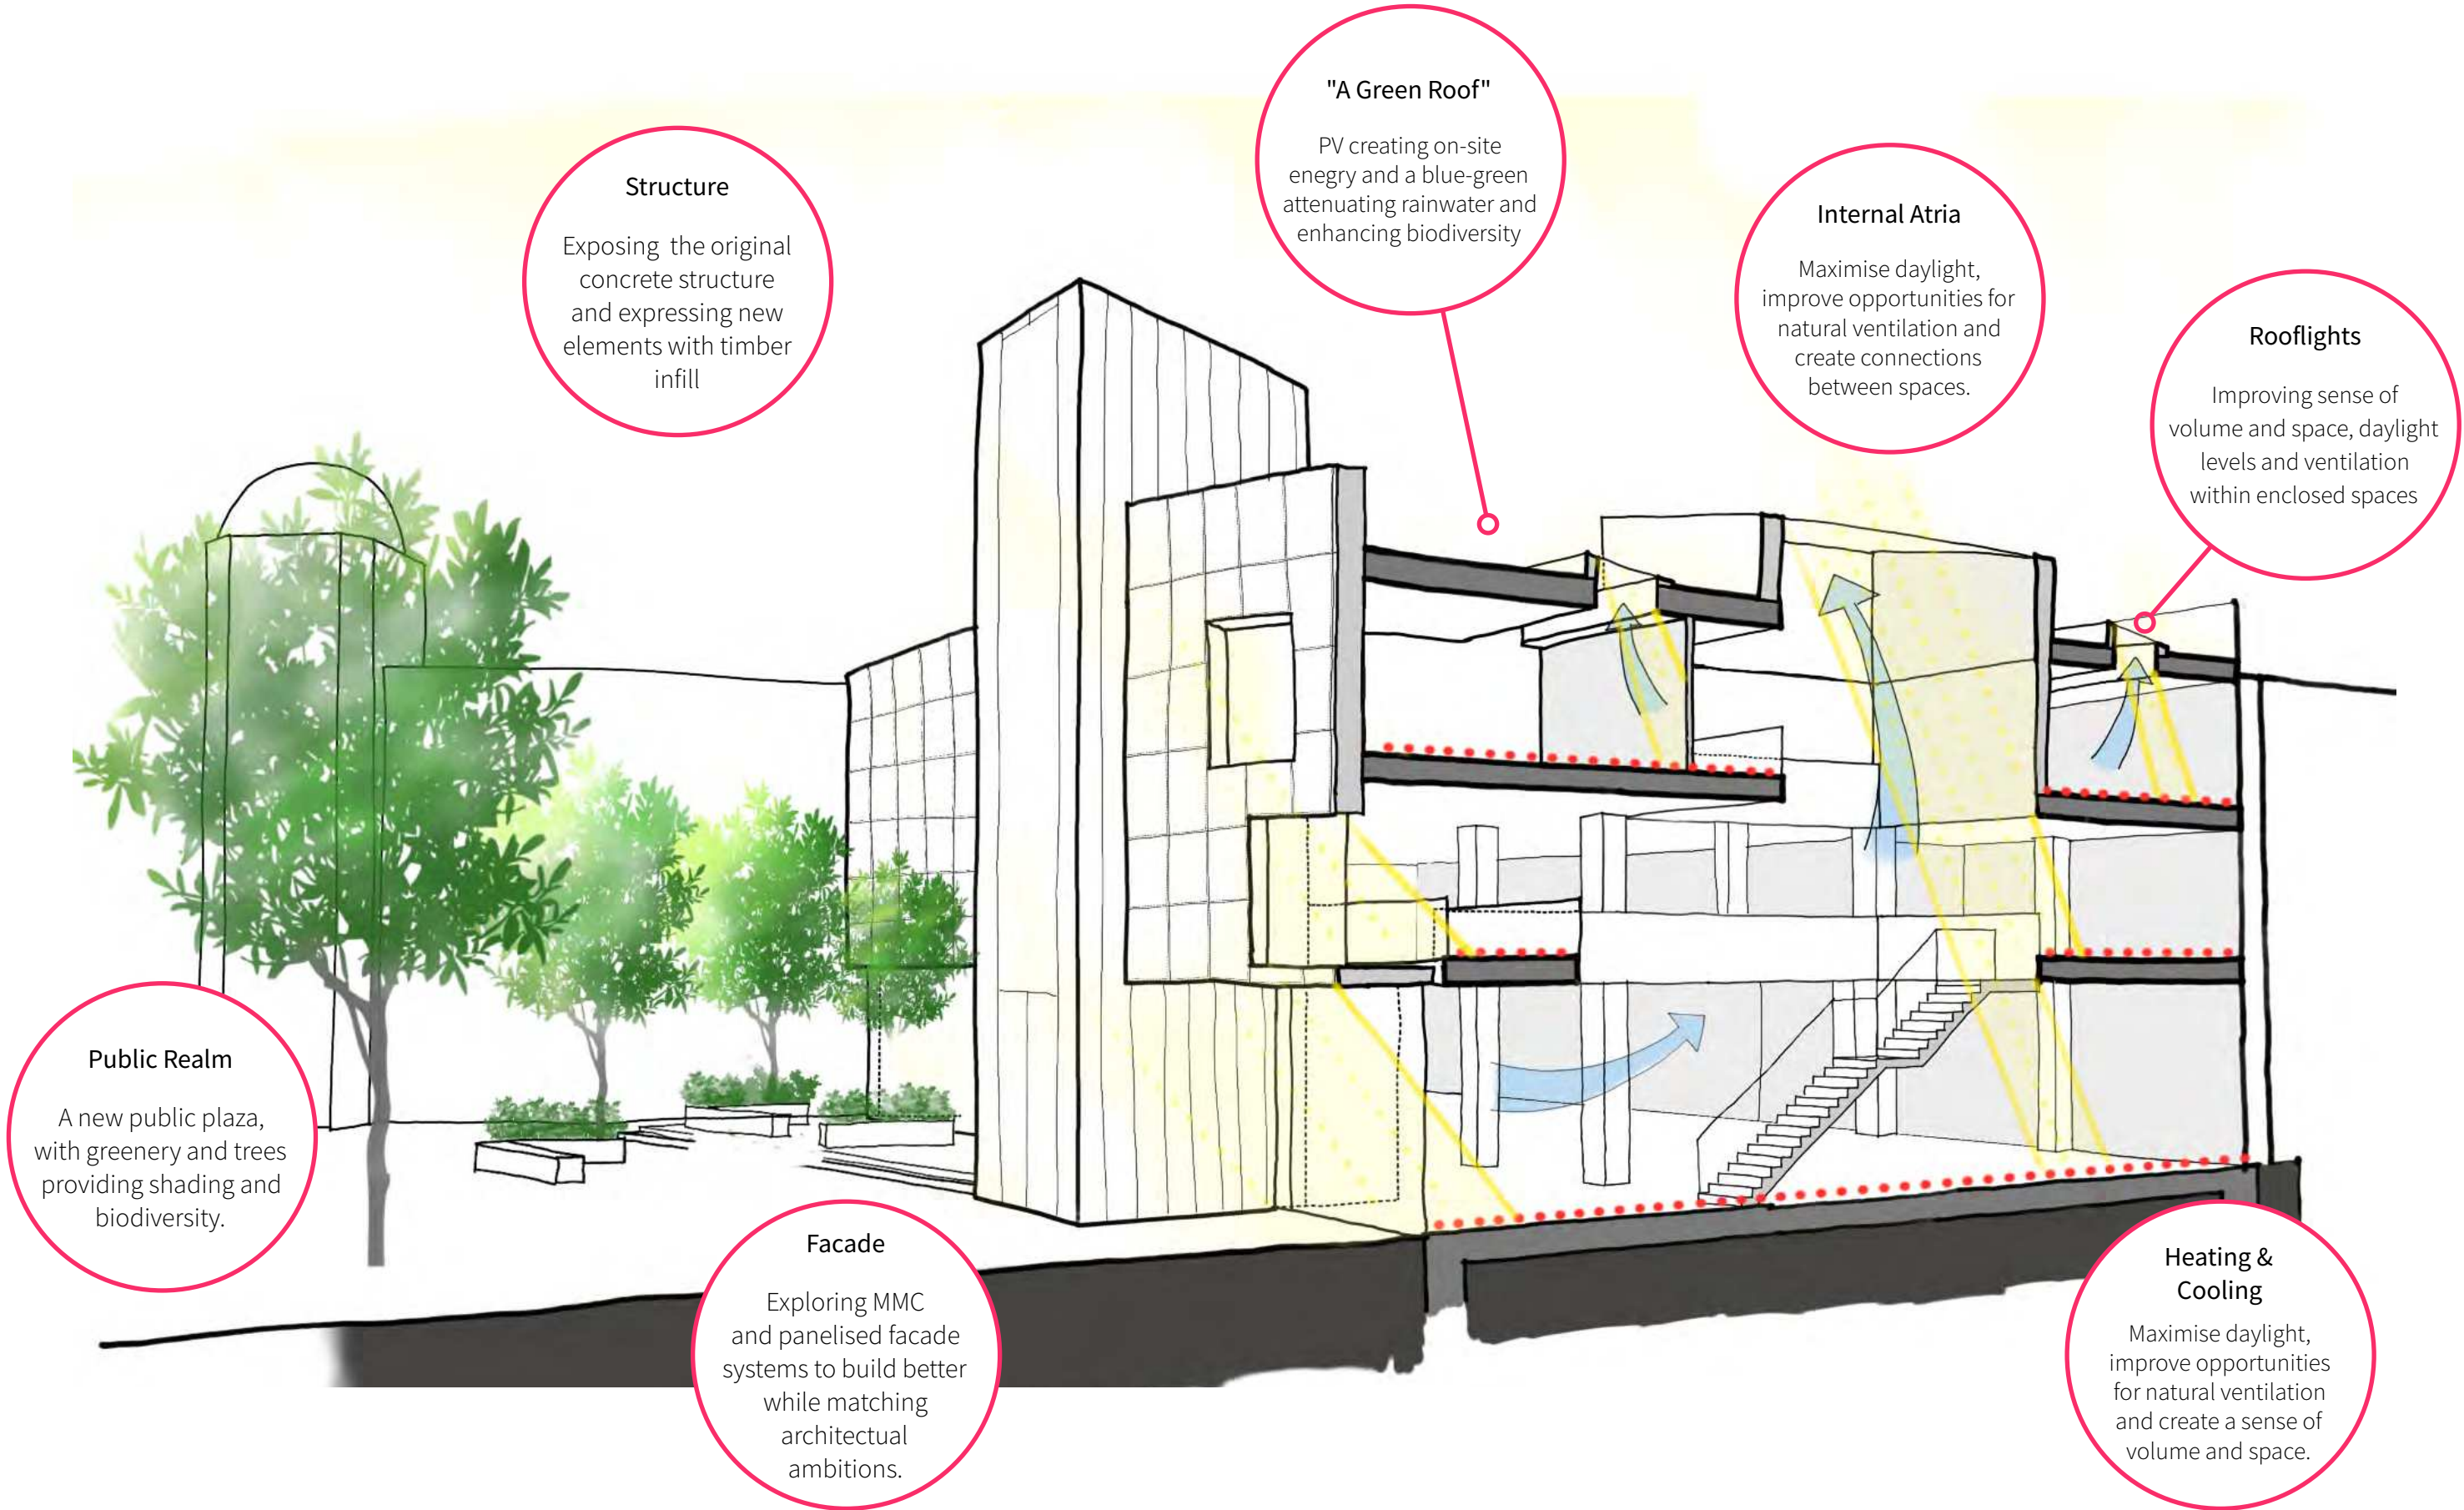 "A Green Roof"
PV creating on-site
enegry and a blue-green
attenuating rainwater and
enhancing biodiversity
Structure
Exposing the original
concrete structure
and expressing new
elements with timber
infill
Internal Atria
Maximise daylight,
improve opportunities for
natural ventilation and
create connections
between spaces.
Rooflights
Improving sense of
volume and space, daylight
levels and ventilation
within enclosed spaces
Public Realm
A new public plaza,
with greenery and trees
providing shading and
biodiversity.
Facade
Exploring MMC
and panelised facade
systems to build better
while matching
architectual
ambitions.
Heating &
Cooling
Maximise daylight,
improve opportunities
for natural ventilation
and create a sense of
volume and space.